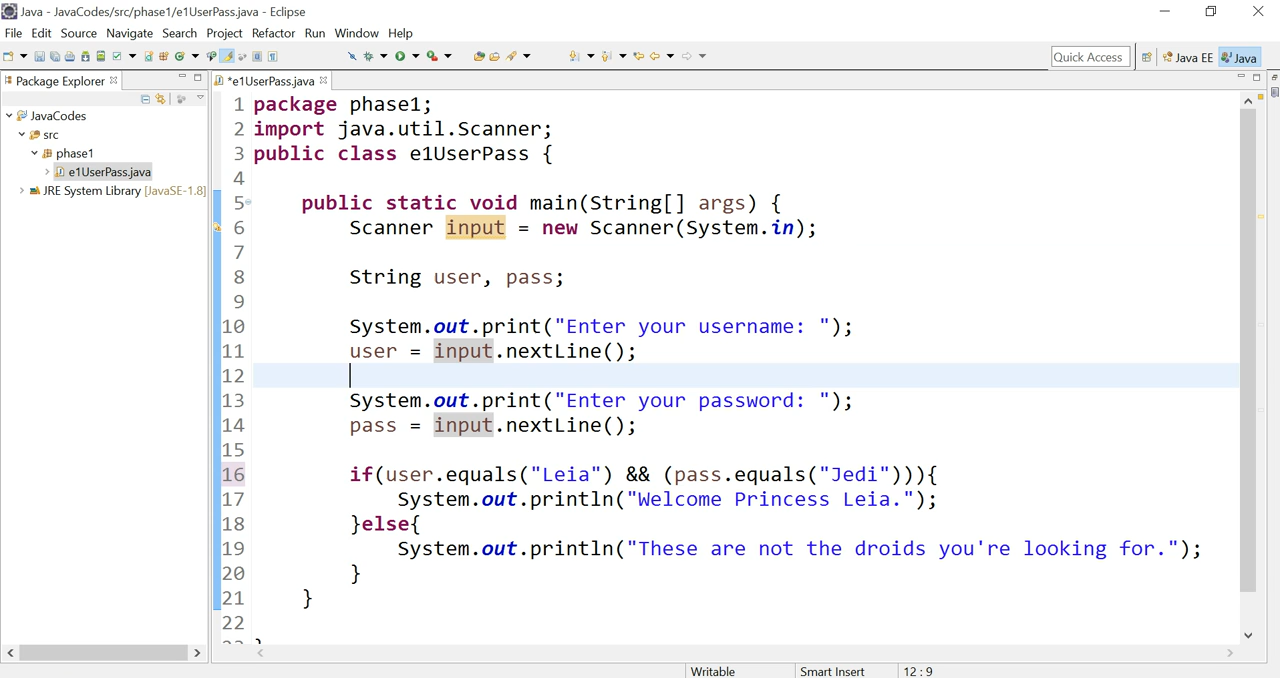 Java - JavaCodes/src/phase1/e1UserPass.java - Eclipse
File Edit Source Navigate Search Project Refactor Run Window Help
Quick Access Java EE Java
Package Explorer *e1UserPass.java
JavaCodes
src
phase1
e1UserPass.java
JRE System Library [JavaSE-1.8]
1 package phase1;
2 import java.util.Scanner;
3 public class e1UserPass {
4
5 public static void main(String[] args) {
6 Scanner input = new Scanner(System.in);
7
8 String user, pass;
9
10 System.out.print("Enter your username: ");
11 user = input.nextLine();
12
13 System.out.print("Enter your password: ");
14 pass = input.nextLine();
15
16 if(user.equals("Leia") && (pass.equals("Jedi"))){
17 System.out.println("Welcome Princess Leia.");
18 }else{
19 System.out.println("These are not the droids you're looking for.");
20 }
21 }
22
Writable Smart Insert 12 : 9